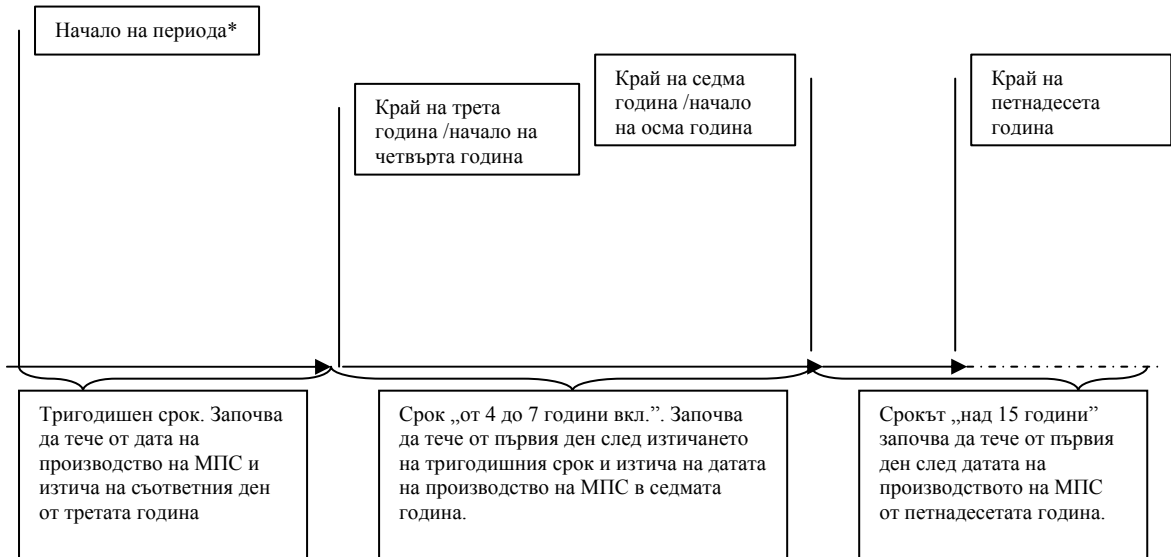 Начало на периода*
Край на трета
година /начало на
четвърта година
Край на седма
година /начало
на осма година
Край на
петнадесета
година
Тригодишен срок. Започва
да тече от дата на
производство на МПС и
изтича на съответния ден
от третата година
Срок „от 4 до 7 години вкл.”. Започва
да тече от първия ден след изтичането
на тригодишния срок и изтича на датата
на производство на МПС в седмата
година.
Срокът „над 15 години”
започва да тече от първия
ден след датата на
производството на МПС
от петнадесетата година.